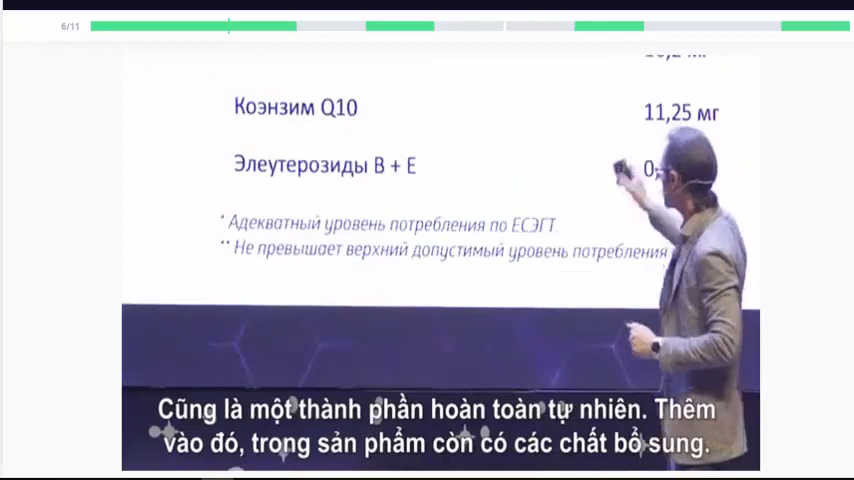 6/11
Коэнзим Q10
11,25 мг
Элеутерозиды В + Е
* Адекватный уровень потребления по ЕСЭГТ.
** Не превышает верхний допустимый уровень потребления
Cũng là một thành phần hoàn toàn tự nhiên. Thêm
vào đó, trong sản phẩm còn có các chất bổ sung.